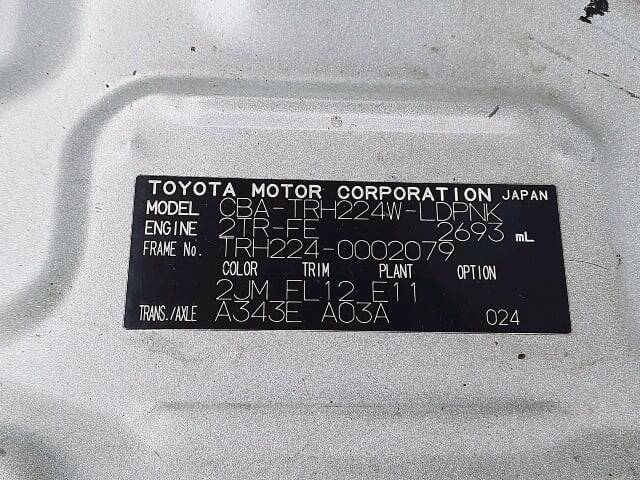 TOYOTA MOTOR CORPORATION JAPAN
MODEL CBA-TRH224W-LDPNK
ENGINE 2TR-FE 2693 mL
FRAME No. TRH224-0002079
COLOR TRIM PLANT OPTION
2JM FL12 E11
TRANS./AXLE A343E A03A 024